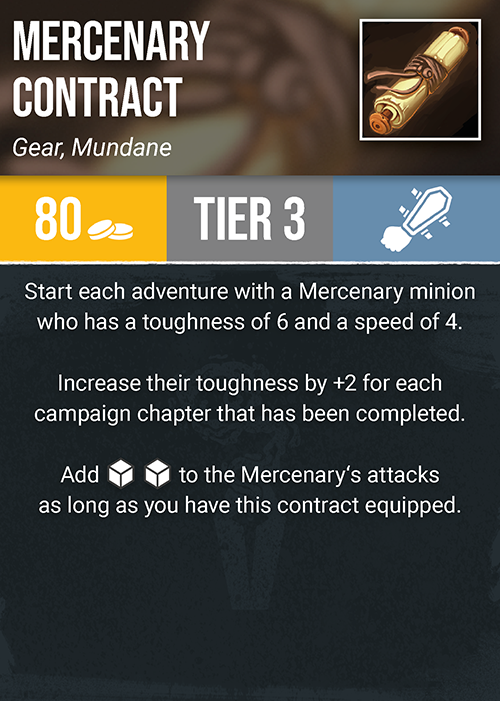 MERCENARY
CONTRACT
Gear, Mundane
80
TIER 3
Start each adventure with a Mercenary minion
who has a toughness of 6 and a speed of 4.
Increase their toughness by +2 for each
campaign chapter that has been completed.
Add to the Mercenary‘s attacks
as long as you have this contract equipped.